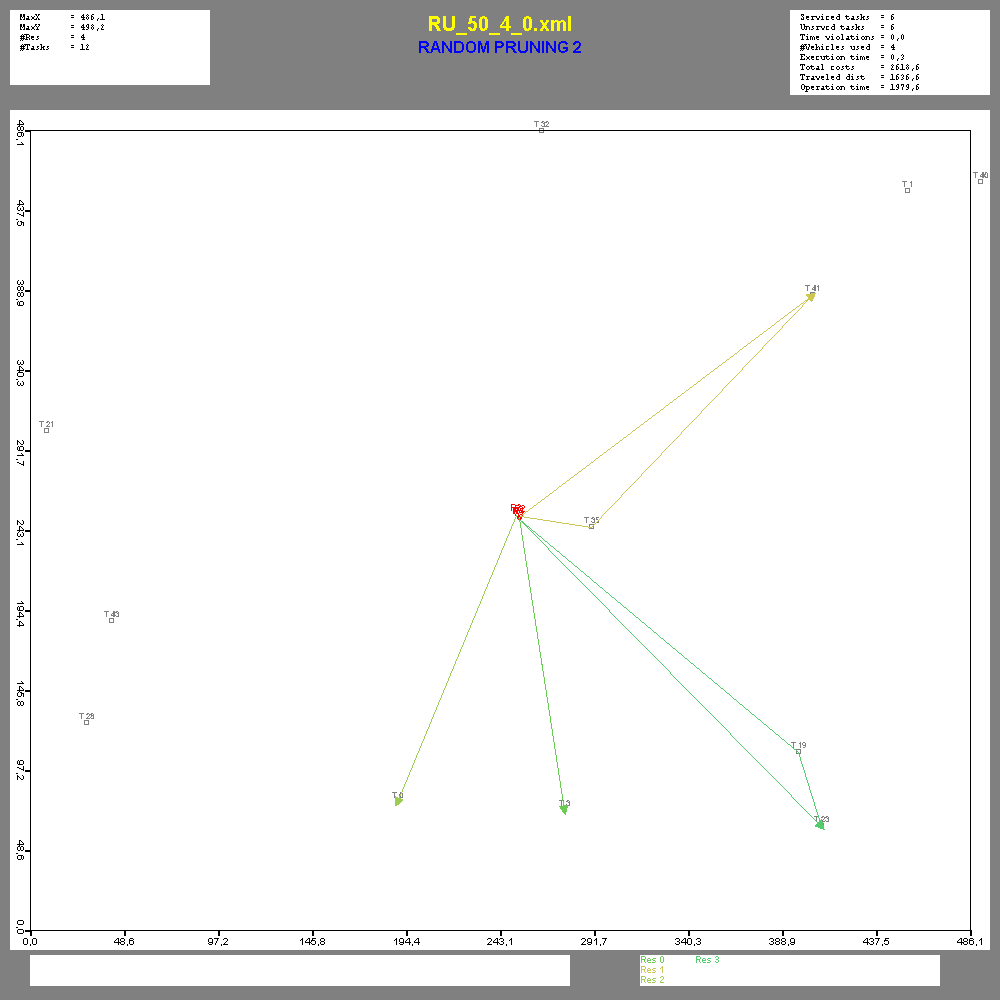 MaxX = 486,1
MaxY = 498,2
#Res = 4
#Tasks = 12
RU_50_4_0.xml
RANDOM PRUNING 2
Serviced tasks = 6
Unsrvcd tasks = 6
Time violations = 0,0
#Vehicles used = 4
Execution time = 0,3
Total costs = 2618,6
Traveled dist = 1636,6
Operation time = 1979,6
T 32
T 40
T 1
T 41
T 21
T 35
T 43
T 28
T 19
T 0
T 3
T 23
486,1
437,5
388,9
340,3
291,7
243,1
194,4
145,8
97,2
48,6
0,0
0,0 48,6 97,2 145,8 194,4 243,1 291,7 340,3 388,9 437,5 486,1
Res 0 Res 3
Res 1
Res 2